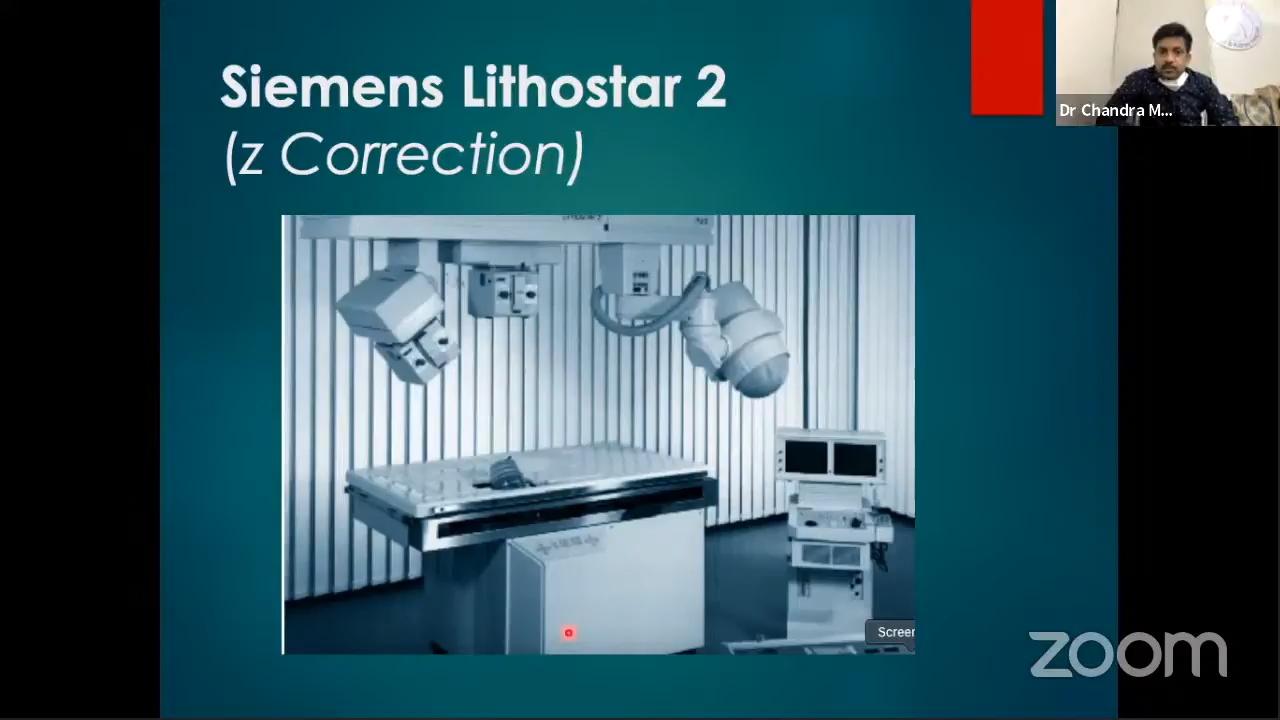 Siemens Lithostar 2
(z Correction)
Dr Chandra M...
Screen
zoom